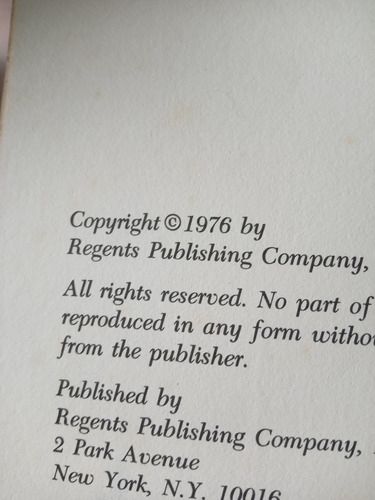 Copyright © 1976 by
Regents Publishing Company,
All rights reserved. No part of
reproduced in any form
from the publisher.
Published by
Regents Publishing Company,
2 Park Avenue
New York, N.Y. 10016